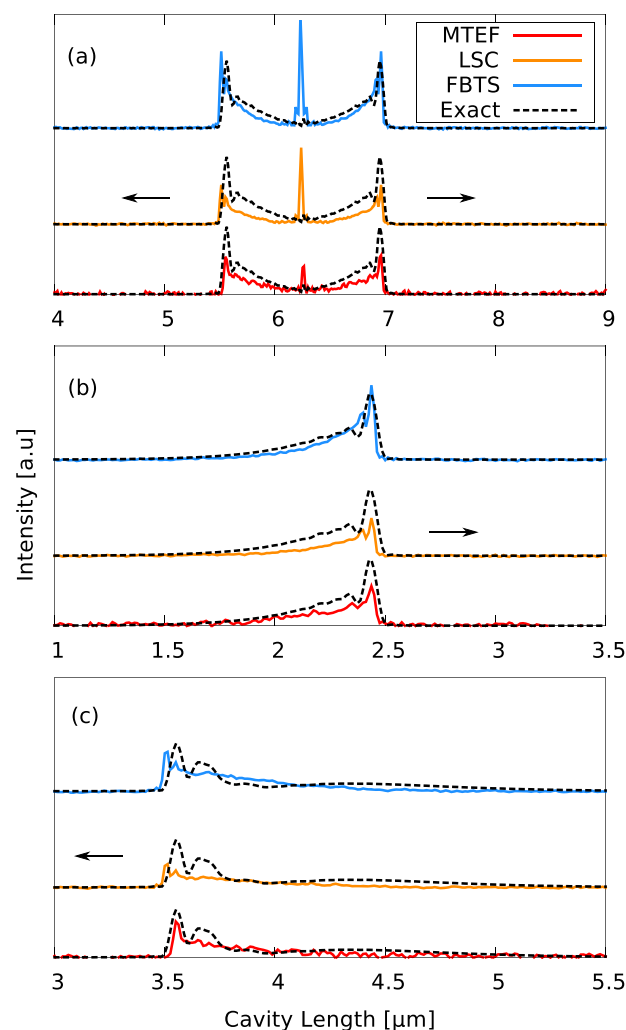 (a)
MTEF
LSC
FBTS
Exact
4 5 6 7 8 9
(b)
1 1.5 2 2.5 3 3.5
Intensity [a.u]
(c)
3 3.5 4 4.5 5 5.5
Cavity Length [μm]